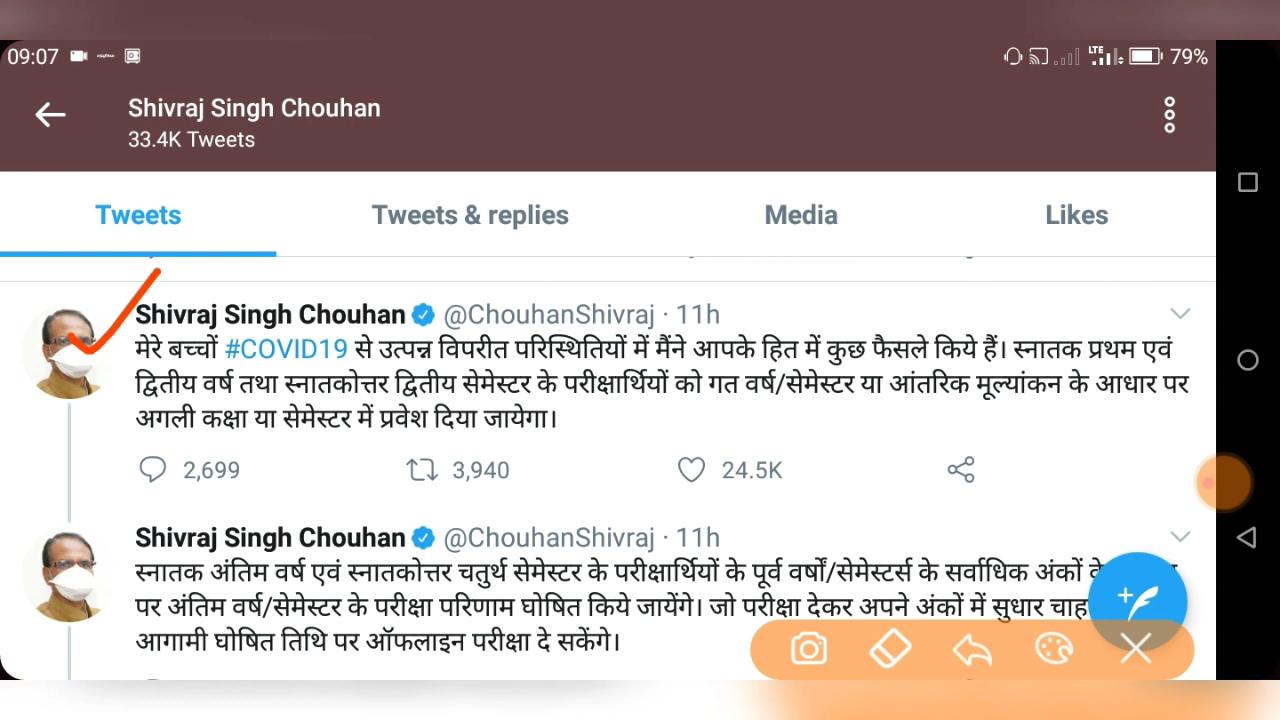 09:07
LTE 79%
Shivraj Singh Chouhan
33.4K Tweets
Tweets Tweets & replies Media Likes
Shivraj Singh Chouhan @ChouhanShivraj · 11h
मेरे बच्चों #COVID19 से उत्पन्न विपरीत परिस्थितियों में मैंने आपके हित में कुछ फैसले किये हैं। स्नातक प्रथम एवं
द्वितीय वर्ष तथा स्नातकोत्तर द्वितीय सेमेस्टर के परीक्षार्थियों को गत वर्ष/सेमेस्टर या आंतरिक मूल्यांकन के आधार पर
अगली कक्षा या सेमेस्टर में प्रवेश दिया जायेगा।
2,699 3,940 24.5K
Shivraj Singh Chouhan @ChouhanShivraj · 11h
स्नातक अंतिम वर्ष एवं स्नातकोत्तर चतुर्थ सेमेस्टर के परीक्षार्थियों के पूर्व वर्षों/सेमेस्टर्स के सर्वाधिक अंकों
पर अंतिम वर्ष/सेमेस्टर के परीक्षा परिणाम घोषित किये जायेंगे। जो परीक्षा देकर अपने अंकों में सुधार
आगामी घोषित तिथि पर ऑफलाइन परीक्षा दे सकेंगे।